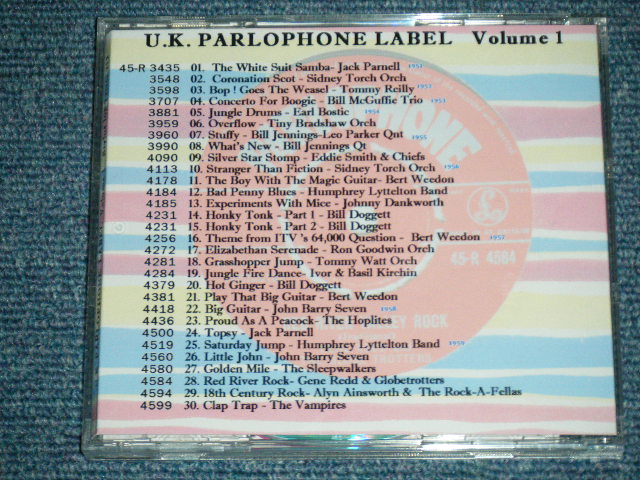 U.K. PARLOPHONE LABEL Volume 1
45-R 3435 01. The White Suit Samba- Jack Parnell 1951
3548 02. Coronation Scot - Sidney Torch Orch
3598 03. Bop ! Goes The Weasel - Tommy Reilly 1952
3707 04. Concerto For Boogie - Bill McGuffie Trio 1953
3881 05. Jungle Drums - Earl Bostic 1954
3959 06. Overflow - Tiny Bradshaw Orch
3960 07. Stuffy - Bill Jennings-Leo Parker Qnt 1955
3990 08. What's New - Bill Jennings Qt
4090 09. Silver Star Stomp - Eddie Smith & Chiefs
4113 10. Stranger Than Fiction - Sidney Torch Orch 1956
4178 11. The Boy With The Magic Guitar- Bert Weedon
4184 12. Bad Penny Blues - Humphrey Lyttelton Band
4185 13. Experiments With Mice - Johnny Dankworth
4231 14. Honky Tonk - Part 1 - Bill Doggett
4231 15. Honky Tonk - Part 2 - Bill Doggett
4256 16. Theme from ITV 's 64,000 Question - Bert Weedon 1957
4272 17. Elizabethan Serenade - Ron Goodwin Orch
4281 18. Grasshopper Jump - Tommy Watt Orch
4284 19. Jungle Fire Dance- Ivor & Basil Kirchin
4379 20. Hot Ginger - Bill Doggett
4381 21. Play That Big Guitar - Bert Weedon
4418 22. Big Guitar - John Barry Seven 1958
4436 23. Proud As A Peacock- The Hoplites
4500 24. Topsy - Jack Parnell
4519 25. Saturday Jump - Humphrey Lyttelton Band 1959
4560 26. Little John - John Barry Seven
4580 27. Golden Mile - The Sleepwalkers
4584 28. Red River Rock- Gene Redd & Globetrotters
4594 29. 18th Century Rock- Alyn Ainsworth & The Rock-A-Fellas
4599 30. Clap Trap - The Vampires
45-R 4584